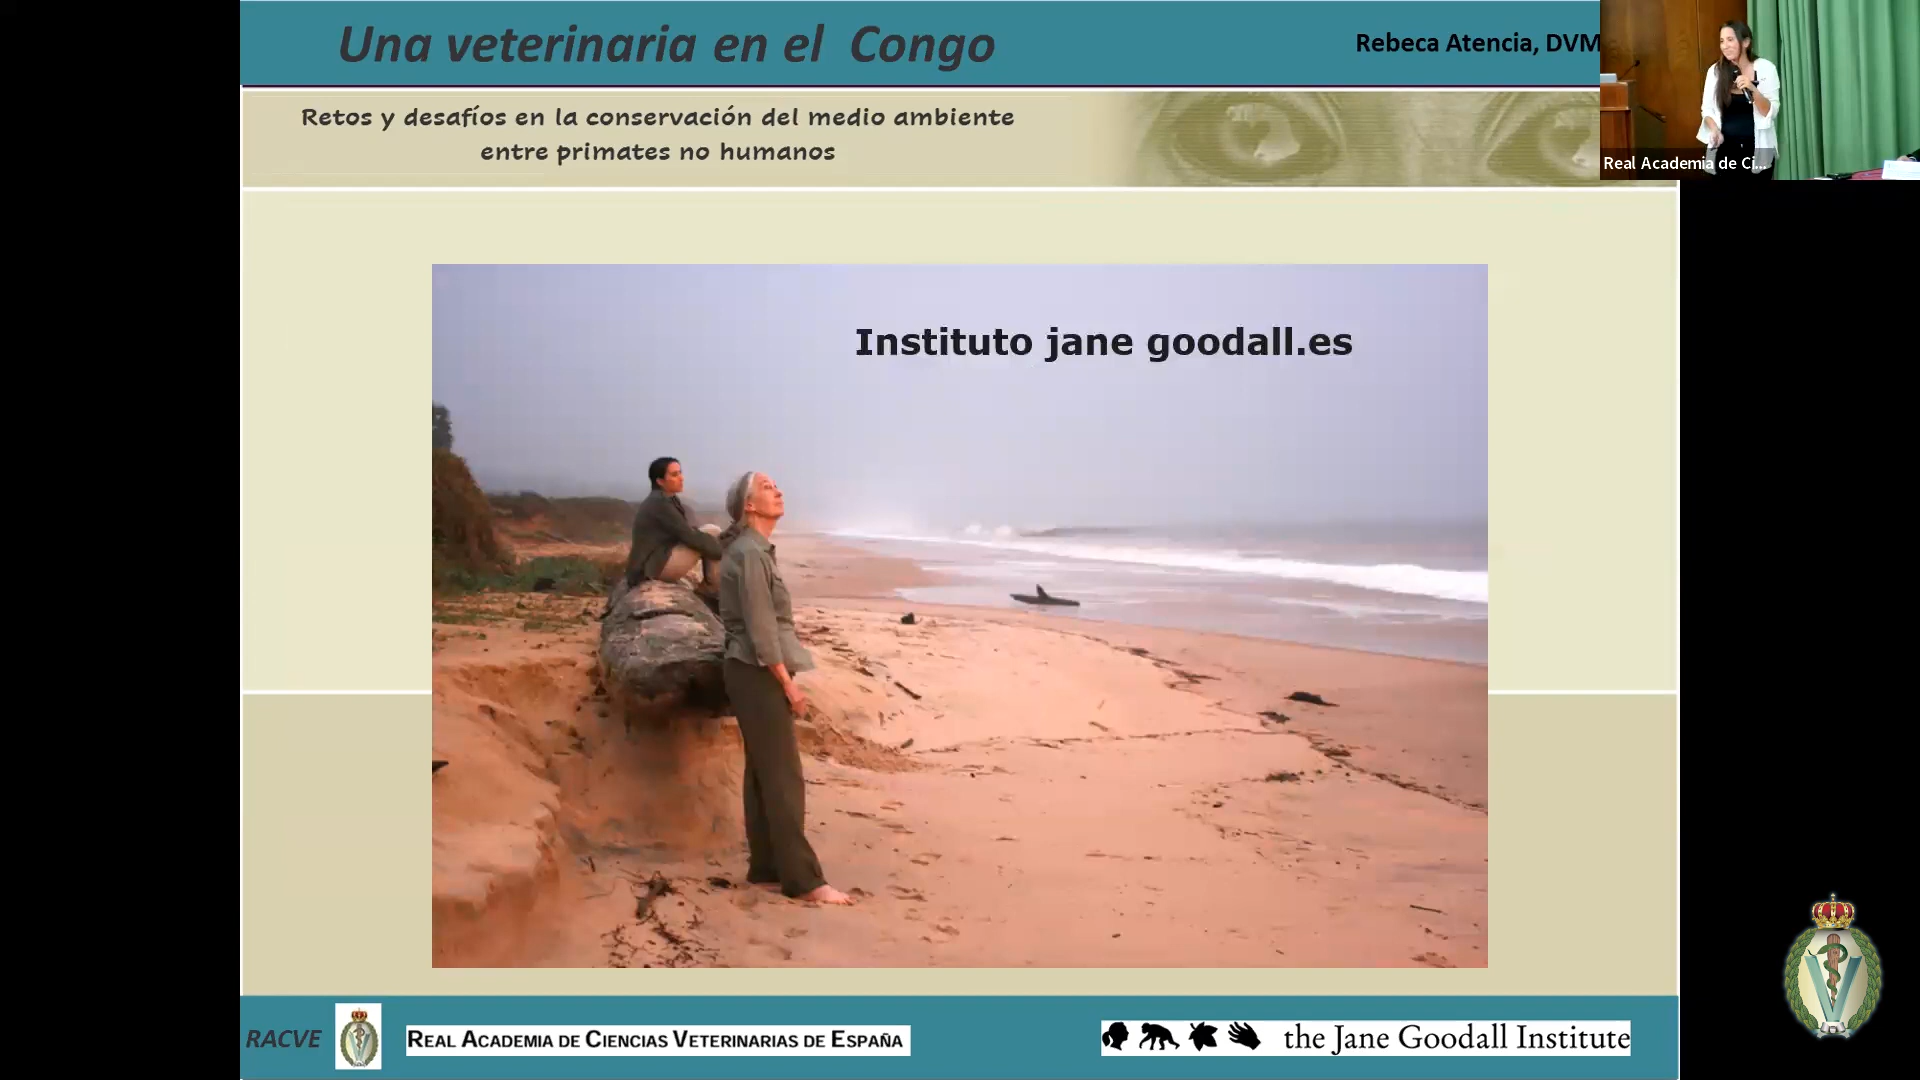 Una veterinaria en el Congo
Rebeca Atencia, DVM
Retos y desafíos en la conservación del medio ambiente
entre primates no humanos
Real Academia de Ci...
Instituto jane goodall.es
RACVE
REAL ACADEMIA DE CIENCIAS VETERINARIAS DE ESPAÑA
the Jane Goodall Institute